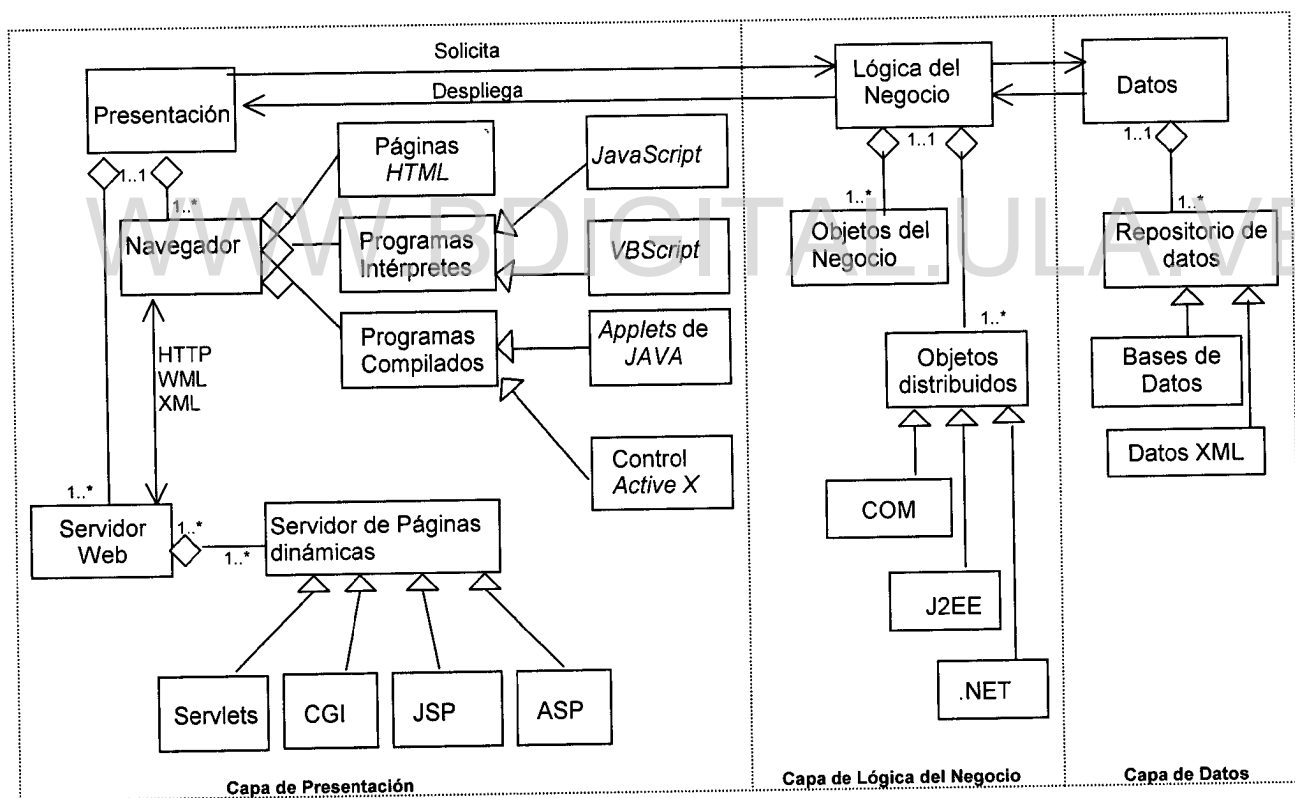 Solicita
Despliega
Presentación
1..1
1..*
Navegador
Páginas
HTML
Programas
Intérpretes
Programas
Compilados
JavaScript
VBScript
Applets de
JAVA
Control
Active X
HTTP
WML
XML
1..*
Servidor
Web
1..*
1..*
Servidor de Páginas
dinámicas
Servlets
CGI
JSP
ASP
Capa de Presentación
Lógica del
Negocio
1..1
1..*
Objetos del
Negocio
1..*
Objetos
distribuidos
COM
J2EE
.NET
Capa de Lógica del Negocio
Datos
1..1
1..*
Repositorio de
datos
Bases de
Datos
Datos XML
Capa de Datos
WWW.BDIGITAL.ULA.VE